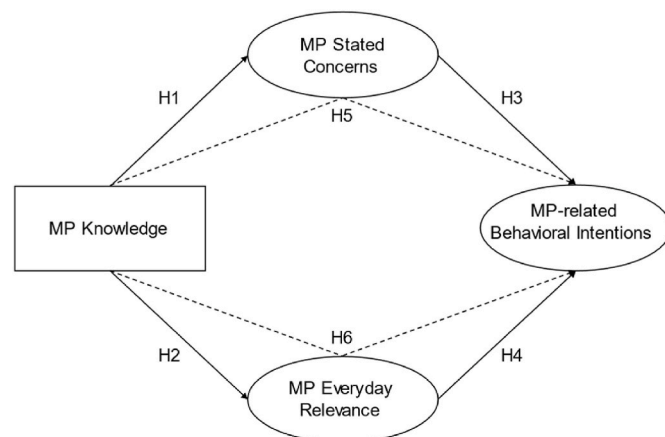 MP Stated
Concerns
H1
H3
H5
MP Knowledge
MP-related
Behavioral Intentions
H6
H2
H4
MP Everyday
Relevance